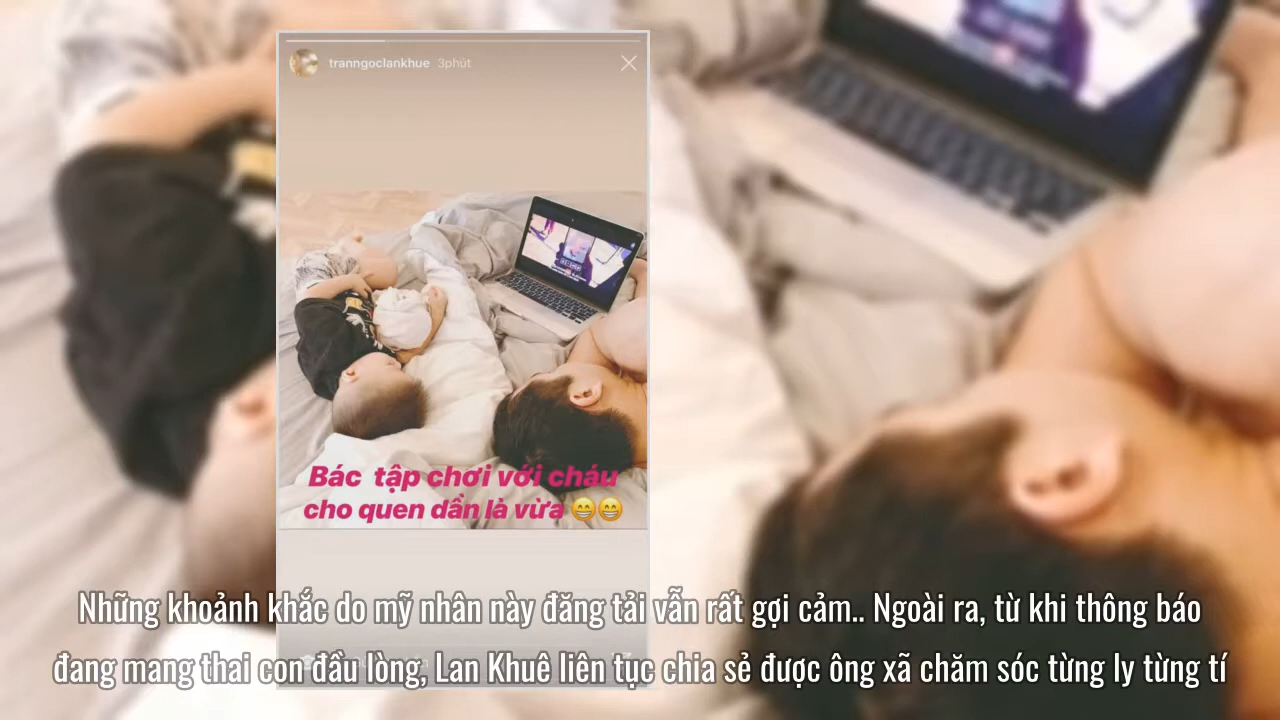 tranngoclankhue 3phút
Bác tập chơi với cháu
cho quen dần là vừa 😁😁
Những khoảnh khắc do mỹ nhân này đăng tải vẫn rất gợi cảm.. Ngoài ra, từ khi thông báo
đang mang thai con đầu lòng, Lan Khuê liên tục chia sẻ được ông xã chăm sóc từng ly từng tí